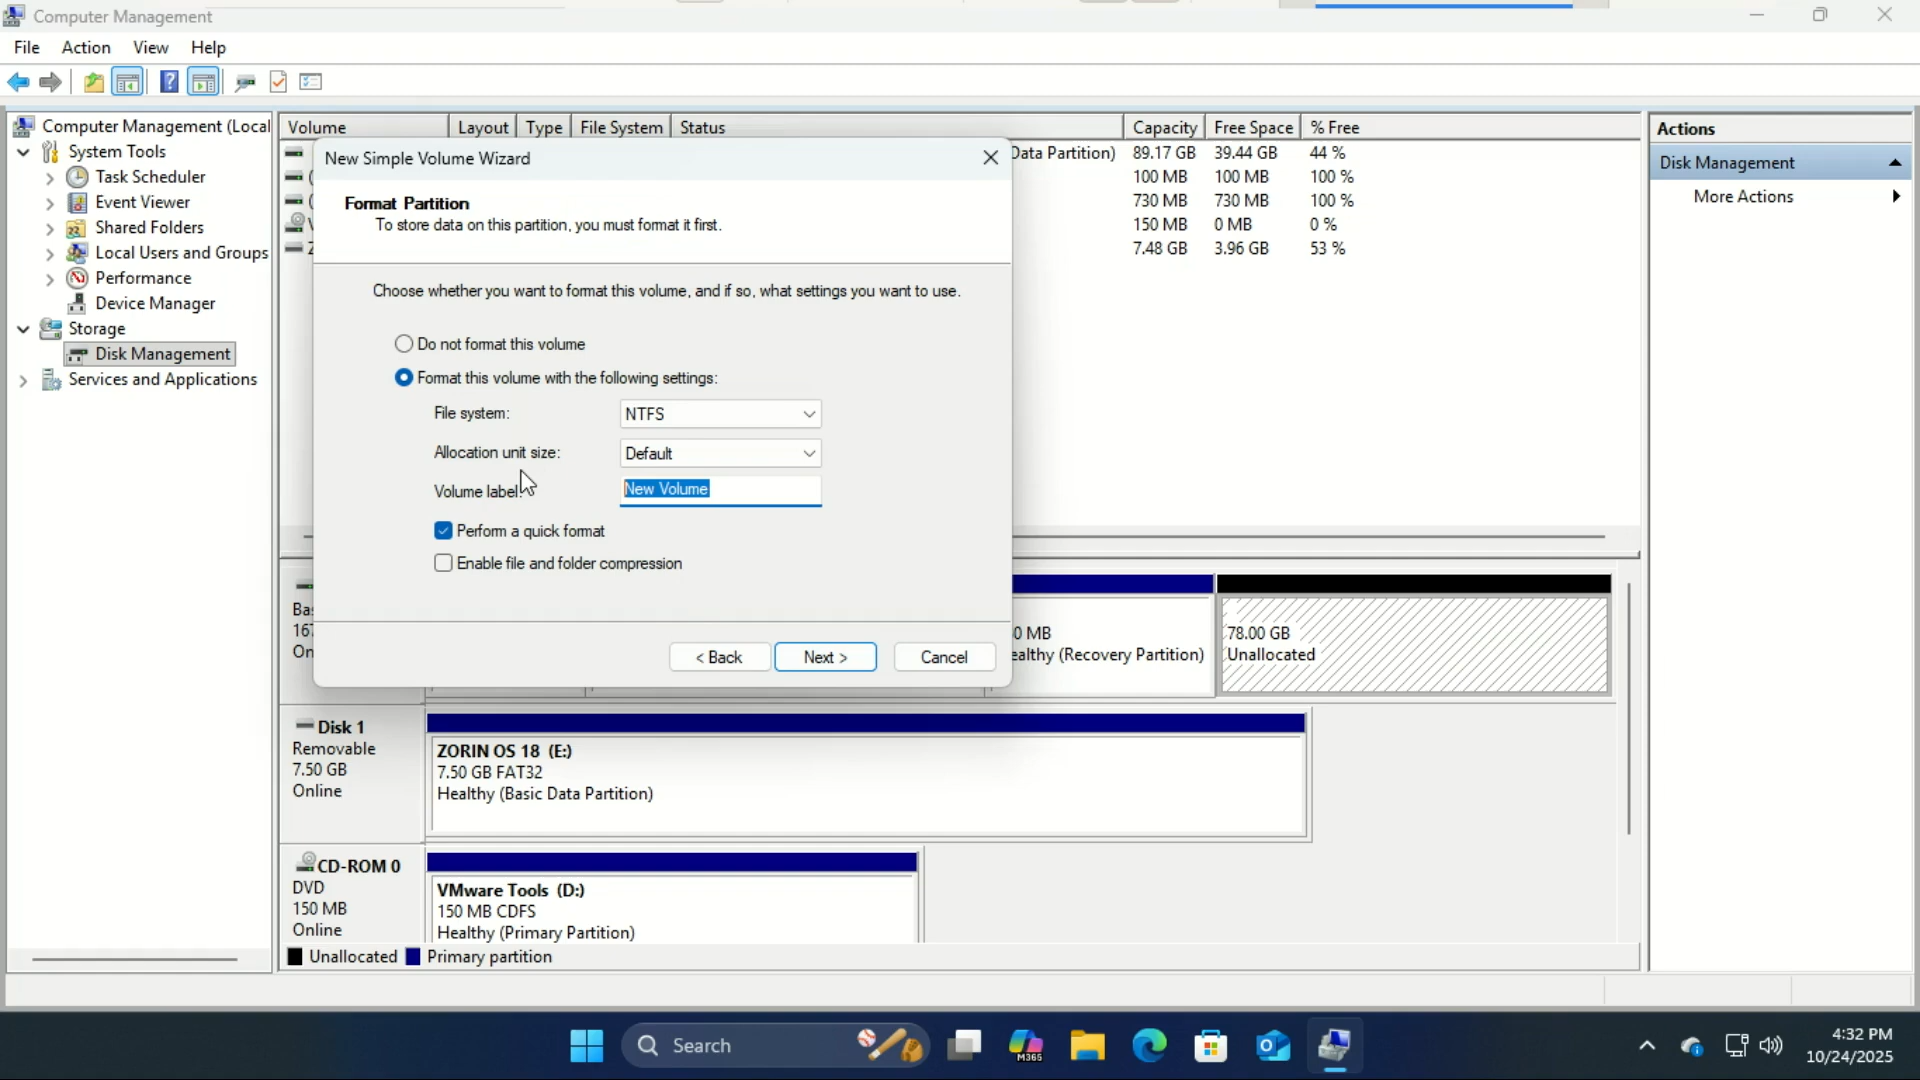 Computer Management
File Action View Help
Computer Management (Local
System Tools
Task Scheduler
Event Viewer
Shared Folders
Local Users and Groups
Performance
Device Manager
Storage
Disk Management
Services and Applications
Volume Layout Type File System Status Capacity Free Space % Free
Data Partition) 89.17 GB 39.44 GB 44 %
100 MB 100 MB 100 %
730 MB 730 MB 100 %
150 MB 0 MB 0 %
7.48 GB 3.96 GB 53 %
New Simple Volume Wizard
Format Partition
To store data on this partition, you must format it first.
Choose whether you want to format this volume, and if so, what settings you want to use.
Do not format this volume
Format this volume with the following settings:
File system: NTFS
Allocation unit size: Default
Volume label: New Volume
Perform a quick format
Enable file and folder compression
< Back Next > Cancel
Bas
167
On
0 MB
ealthy (Recovery Partition)
78.00 GB
Unallocated
Disk 1
Removable
7.50 GB
Online
ZORIN OS 18 (E:)
7.50 GB FAT32
Healthy (Basic Data Partition)
CD-ROM 0
DVD
150 MB
Online
VMware Tools (D:)
150 MB CDFS
Healthy (Primary Partition)
Unallocated Primary partition
Actions
Disk Management
More Actions
Search
M365
4:32 PM
10/24/2025